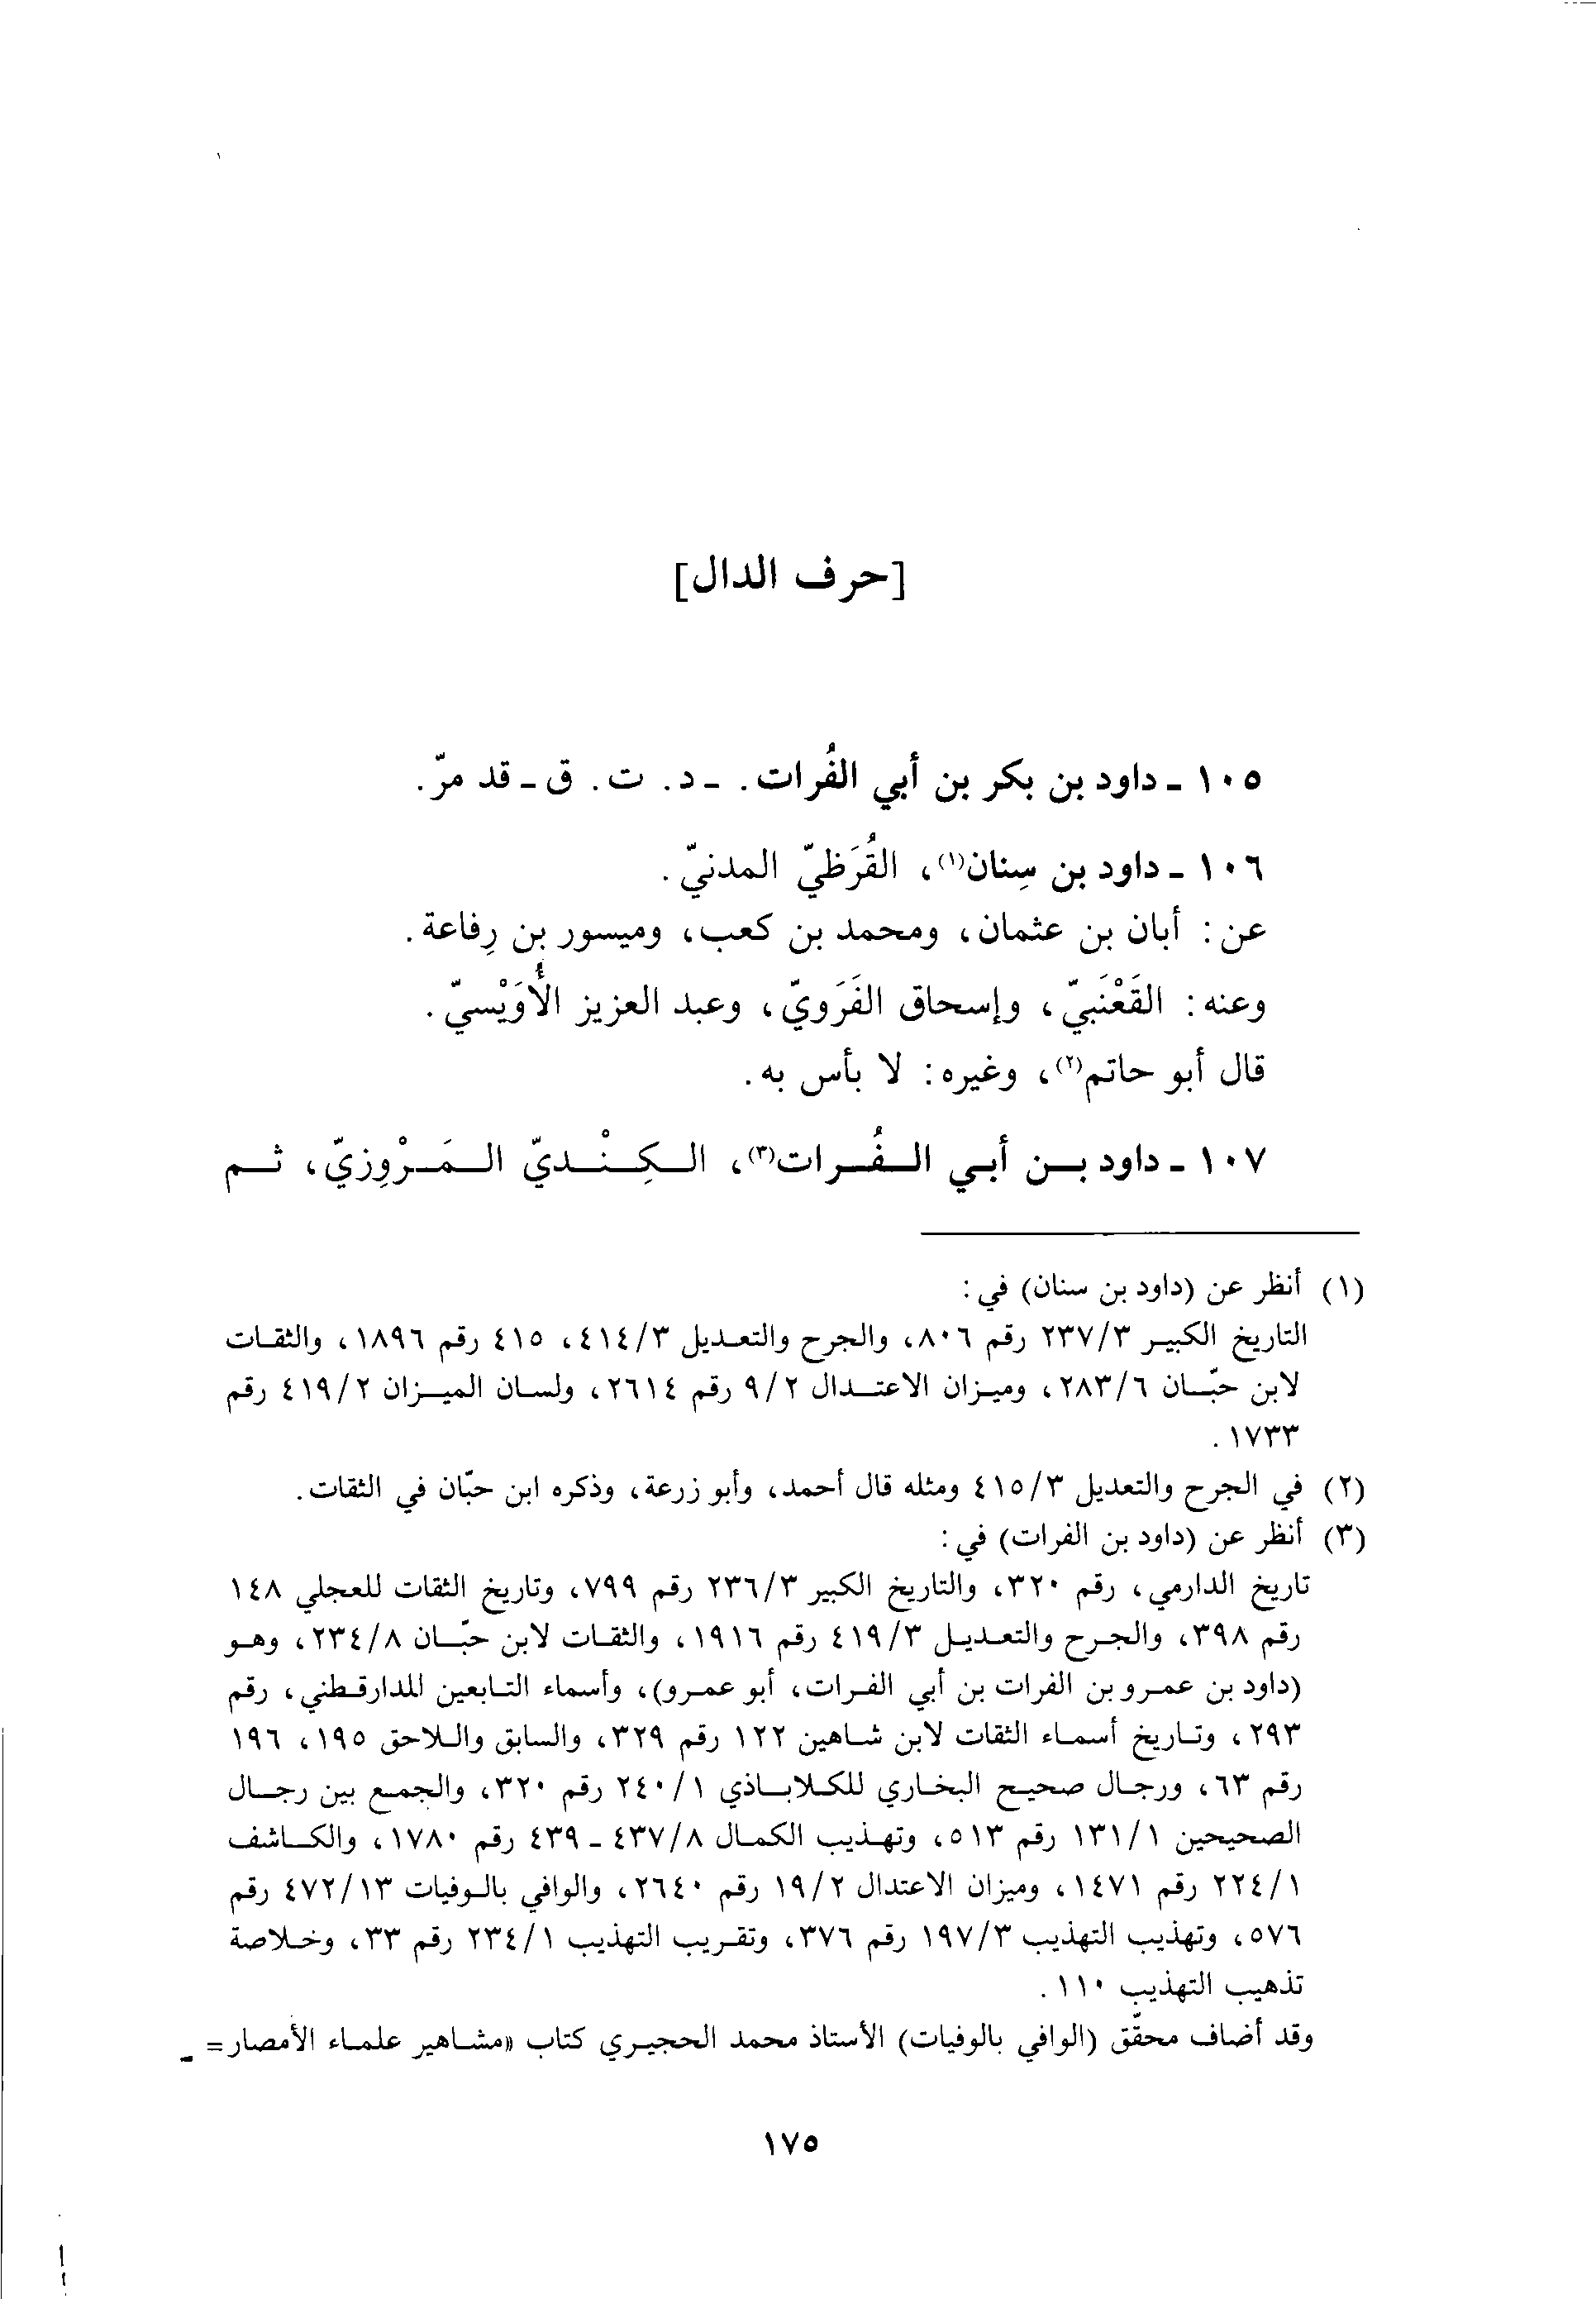 [حرف الدال]
١٠٥ - داود بن بكر بن أبي الفُرات. - د. ت. ق - قد مرّ.
١٠٦ - داود بن سِنان(١)، القُرَظيّ المدنيّ.
عن: أبان بن عثمان، ومحمد بن كعب، وميسور بن رِفاعة.
وعنه: القَعْنَبيّ، وإسحاق الفَرَويّ، وعبد العزيز الأُوَيْسيّ.
قال أبو حاتم(٢)، وغيره: لا بأس به.
١٠٧ - داود بن أبي الفُرات(٣)، الكِنْديّ المَرْوِزيّ، ثم
(١) أنظر عن (داود بن سنان) في:
التاريخ الكبير ٢٣٧/٣ رقم ٨٠٦، والجرح والتعديل ٤١٤/٣، ٤١٥ رقم ١٨٩٦، والثقات
لابن حبّان ٢٨٣/٦، وميزان الاعتدال ٩/٢ رقم ٢٦١٤، ولسان الميزان ٤١٩/٢ رقم
١٧٣٣.
(٢) في الجرح والتعديل ٤١٥/٣ ومثله قال أحمد، وأبو زرعة، وذكره ابن حبّان في الثقات.
(٣) أنظر عن (داود بن الفرات) في:
تاريخ الدارمي، رقم ٣٢٠، والتاريخ الكبير ٢٣٦/٣ رقم ٧٩٩، وتاريخ الثقات للعجلي ١٤٨
رقم ٣٩٨، والجرح والتعديل ٤١٩/٣ رقم ١٩١٦، والثقات لابن حبّان ٢٣٤/٨، وهو
(داود بن عمرو بن الفرات بن أبي الفرات، أبو عمرو)، وأسماء التابعين للدارقطني، رقم
٢٩٣، وتاريخ أسماء الثقات لابن شاهين ١٢٢ رقم ٣٢٩، والسابق واللاحق ١٩٥، ١٩٦
رقم ٦٣، ورجال صحيح البخاري للكلاباذي ٢٤٠/١ رقم ٣٢٠، والجمع بين رجال
الصحيحين ١٣١/١ رقم ٥١٣، وتهذيب الكمال ٤٣٧/٨ - ٤٣٩ رقم ١٧٨٠، والكاشف
٢٢٤/١ رقم ١٤٧١، وميزان الاعتدال ١٩/٢ رقم ٢٦٤٠، والوافي بالوفيات ٤٧٢/١٣ رقم
٥٧٦، وتهذيب التهذيب ١٩٧/٣ رقم ٣٧٦، وتقريب التهذيب ٢٣٤/١ رقم ٣٣، وخلاصة
تذهيب التهذيب ١١٠.
وقد أضاف محقّق (الوافي بالوفيات) الأستاذ محمد الحجيري كتاب «مشاهير علماء الأمصار =
١٧٥